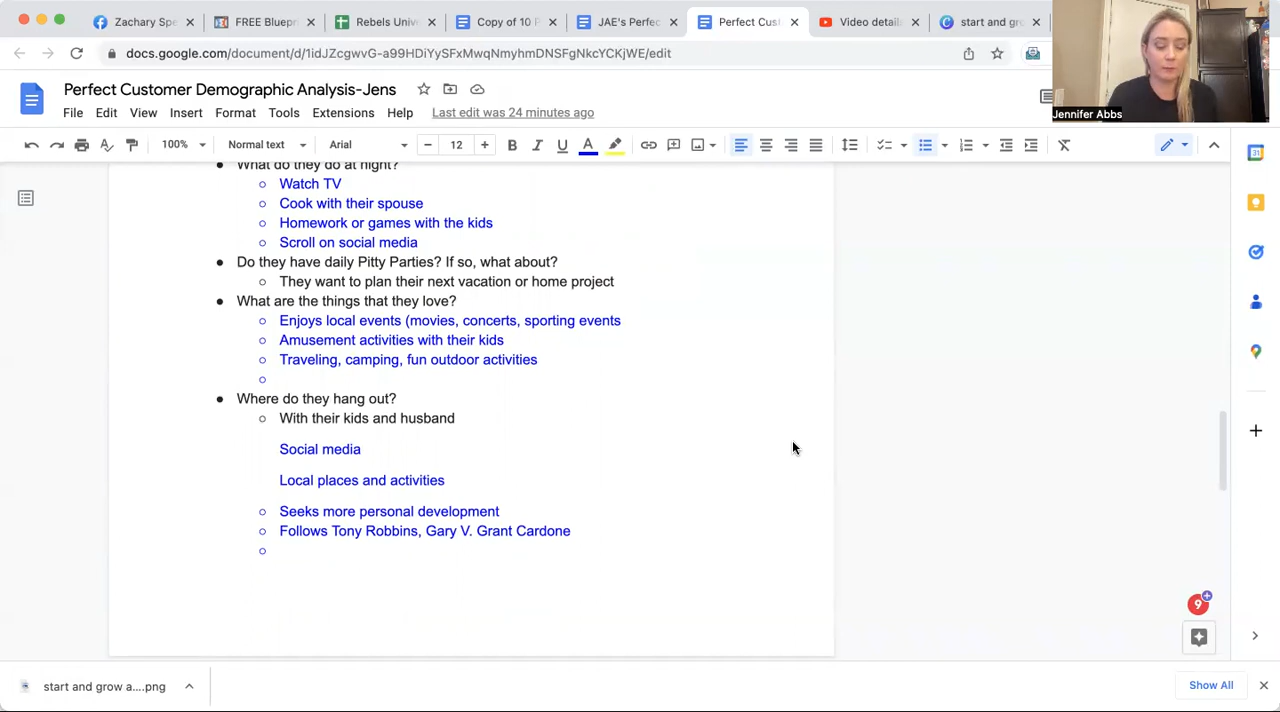 Zachary Spe
FREE Bluepr
Rebels Univ
Copy of 10 P
JAE's Perfec
Perfect Cus
Video detail
start and gr
docs.google.com/document/d/1idJZcgwvG-a99HDiYySFxMwqNmyhmDNSFgNkcYCKjWE/edit
Perfect Customer Demographic Analysis-Jens
File Edit View Insert Format Tools Extensions Help Last edit was 24 minutes ago
Jennifer Abbs
100% Normal text Arial 12
What do they do at night?
Watch TV
Cook with their spouse
Homework or games with the kids
Scroll on social media
Do they have daily Pitty Parties? If so, what about?
They want to plan their next vacation or home project
What are the things that they love?
Enjoys local events (movies, concerts, sporting events
Amusement activities with their kids
Traveling, camping, fun outdoor activities
Where do they hang out?
With their kids and husband
Social media
Local places and activities
Seeks more personal development
Follows Tony Robbins, Gary V. Grant Cardone
9
start and grow a....png
Show All